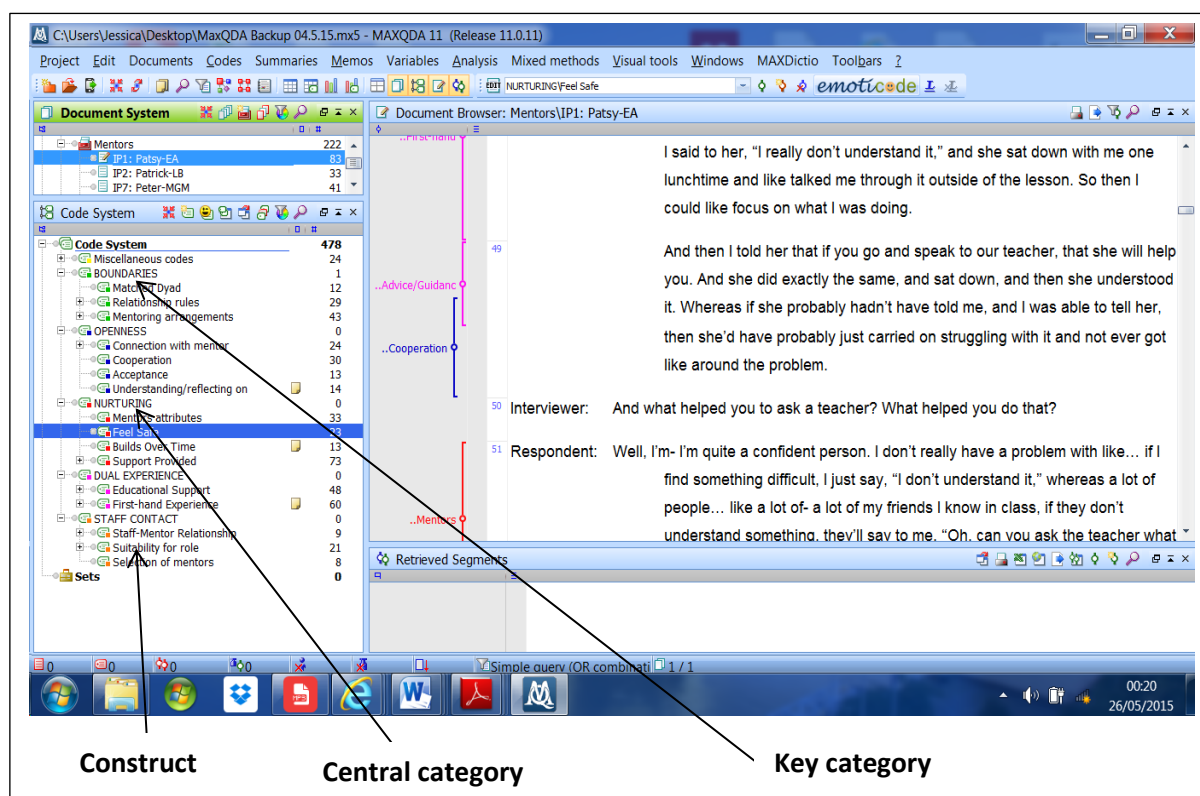 C:\Users\Jessica\Desktop\MaxQDA Backup 04.5.15.mx5 - MAXQDA 11 (Release 11.0.11)
Project Edit Documents Codes Summaries Memos Variables Analysis Mixed methods Visual tools Windows MAXDictio Toolbars ?
EDIT NURTURING\Feel Safe emoticode
Document System
Mentors 222
IP1: Patsy-EA 83
IP2: Patrick-LB 33
IP7: Peter-MGM 41
Code System
Code System 478
Miscellaneous codes 24
BOUNDARIES 1
Matched Dyad 12
Relationship rules 29
Mentoring arrangements 43
OPENNESS 0
Connection with mentor 24
Cooperation 30
Acceptance 13
Understanding/reflecting on 14
NURTURING 0
Mentors attributes 33
Feel Safe 23
Builds Over Time 13
Support Provided 73
DUAL EXPERIENCE 0
Educational Support 48
First-hand Experience 60
STAFF CONTACT 0
Staff-Mentor Relationship 9
Suitability for role 21
Selection of mentors 8
Sets 0
Document Browser: Mentors\IP1: Patsy-EA
..First-hand
I said to her, “I really don’t understand it,” and she sat down with me one
lunchtime and like talked me through it outside of the lesson. So then I
could like focus on what I was doing.
49 And then I told her that if you go and speak to our teacher, that she will help
..Advice/Guidanc you. And she did exactly the same, and sat down, and then she understood
it. Whereas if she probably hadn’t have told me, and I was able to tell her,
..Cooperation then she’d have probably just carried on struggling with it and not ever got
like around the problem.
50 Interviewer: And what helped you to ask a teacher? What helped you do that?
51 Respondent: Well, I’m- I’m quite a confident person. I don’t really have a problem with like… if I
find something difficult, I just say, “I don’t understand it,” whereas a lot of
people… like a lot of- a lot of my friends I know in class, if they don’t
..Mentors understand something, they’ll say to me, “Oh, can you ask the teacher what
Retrieved Segments
0 0 0 0 Simple query (OR combinati 1 / 1
00:20
26/05/2015
Construct
Central category
Key category